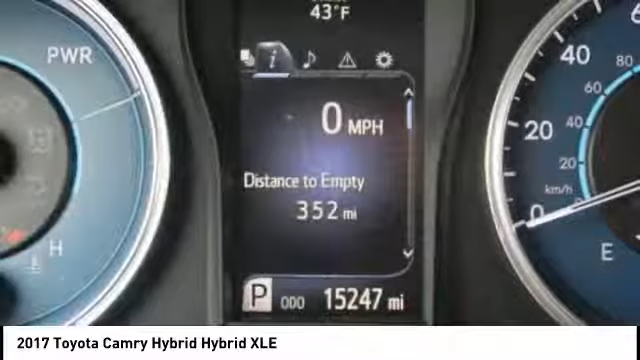 43°F
PWR
i
0 MPH
Distance to Empty
352 mi
P ODO 15247 mi
H
40
20
0
80
60
40
20
km/h
E
2017 Toyota Camry Hybrid Hybrid XLE